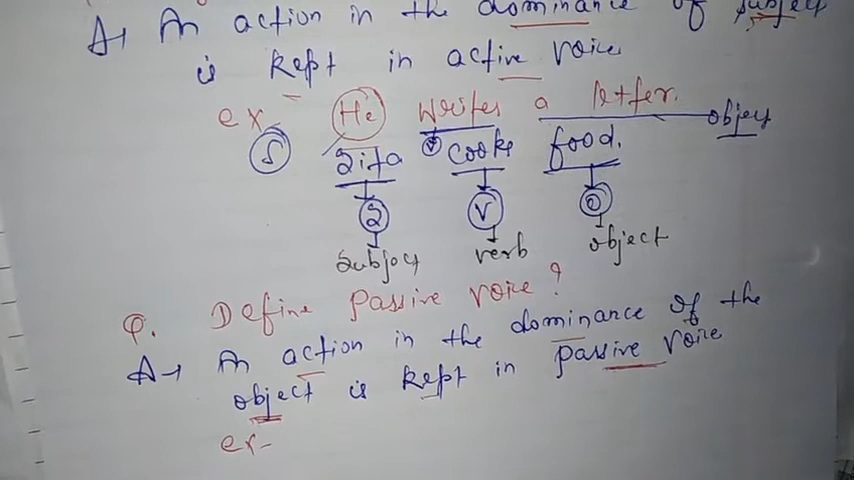 A→ An action in the dominance of subject
is kept in active voice
ex He writes a letter. object
S Sita V cooks food.
S V O
subject verb object
Q. Define passive voice?
A→ An action in the dominance of the
object is kept in passive voice
ex-